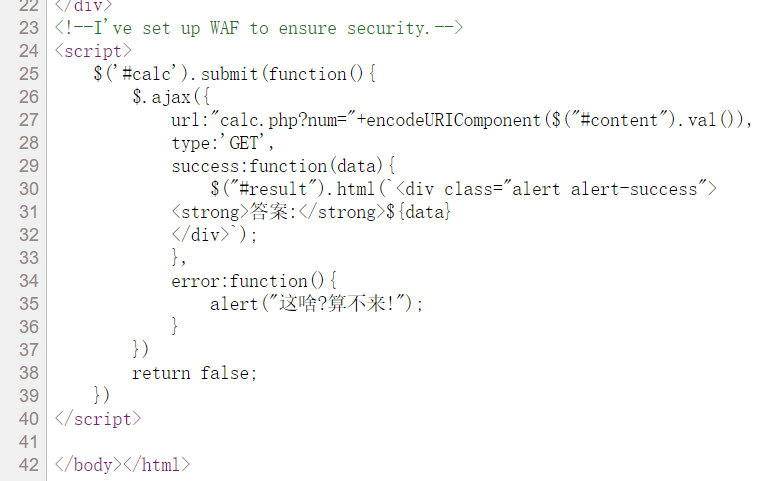 22 </div>
23 <!--I've set up WAF to ensure security.-->
24 <script>
25     $('#calc').submit(function(){
26         $.ajax({
27             url:"calc.php?num="+encodeURIComponent($("#content").val()),
28             type:'GET',
29             success:function(data){
30                 $("#result").html(`<div class="alert alert-success">
31             <strong>答案:</strong>${data}
32             </div>`);
33             },
34             error:function(){
35                 alert("这啥?算不来!");
36             }
37         })
38         return false;
39     })
40 </script>
41
42 </body></html>